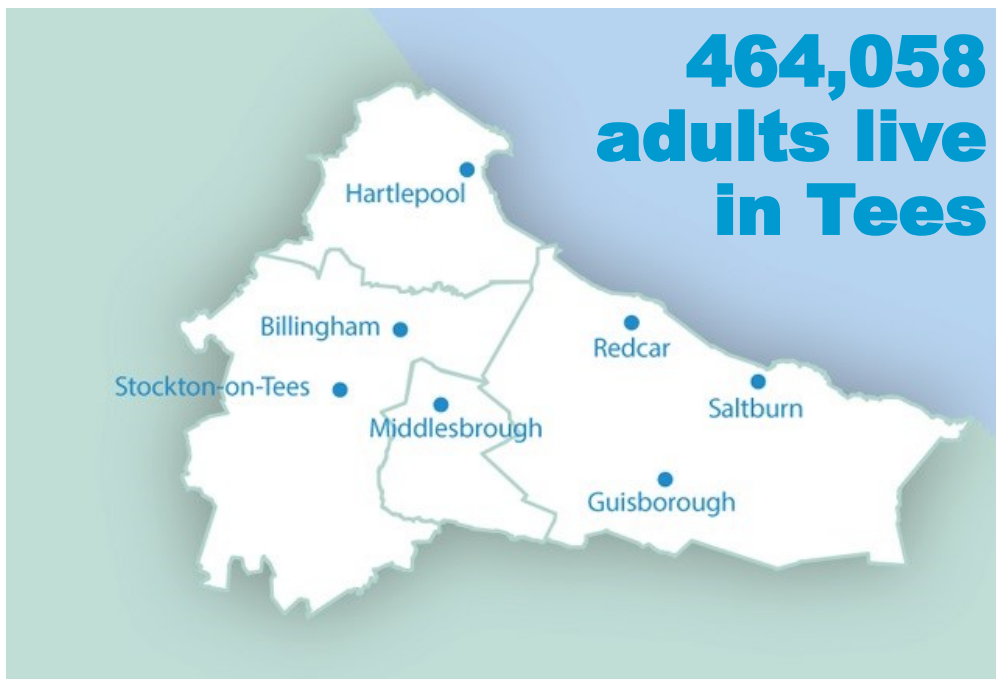 464,058
adults live
in Tees
Hartlepool
Billingham
Redcar
Stockton-on-Tees
Saltburn
Middlesbrough
Guisborough